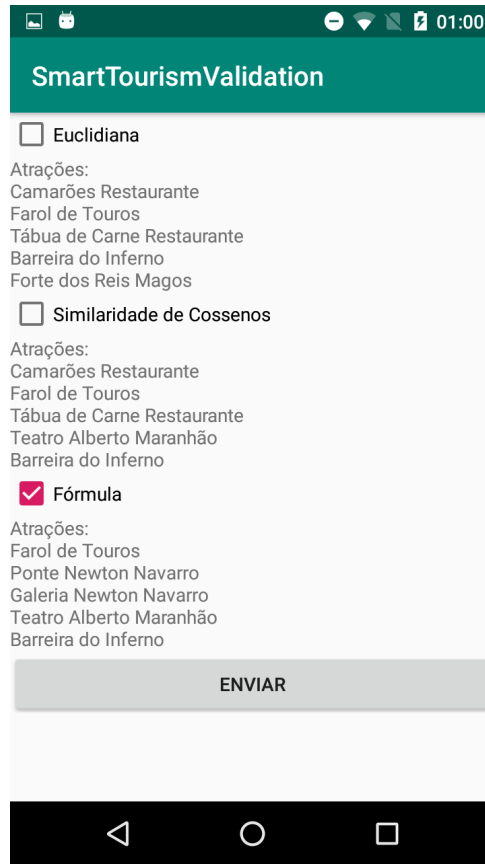 01:00
SmartTourismValidation
Euclidiana
Atrações:
Camarões Restaurante
Farol de Touros
Tábua de Carne Restaurante
Barreira do Inferno
Forte dos Reis Magos
Similaridade de Cossenos
Atrações:
Camarões Restaurante
Farol de Touros
Tábua de Carne Restaurante
Teatro Alberto Maranhão
Barreira do Inferno
Fórmula
Atrações:
Farol de Touros
Ponte Newton Navarro
Galeria Newton Navarro
Teatro Alberto Maranhão
Barreira do Inferno
ENVIAR